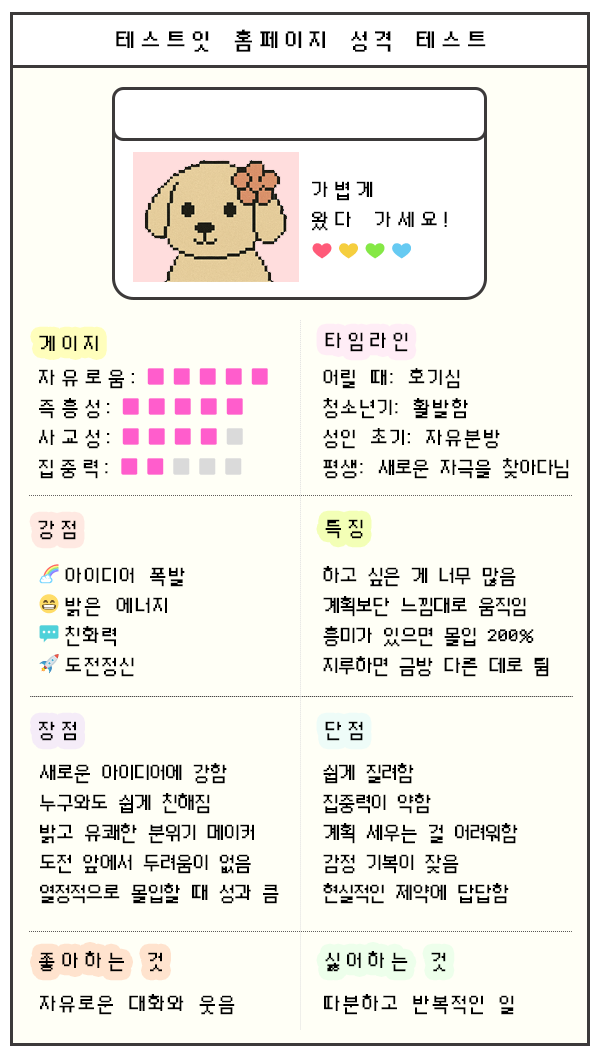 테스트잇 홈페이지 성격 테스트
가볍게
왔다 가세요!
게이지
자유로움:
즉흥성:
사교성:
집중력:
타임라인
어릴 때: 호기심
청소년기: 활발함
성인 초기: 자유분방
평생: 새로운 자극을 찾아다님
강점
아이디어 폭발
밝은 에너지
친화력
도전정신
특징
하고 싶은 게 너무 많음
계획보단 느낌대로 움직임
흥미가 있으면 몰입 200%
지루하면 금방 다른 데로 튐
장점
새로운 아이디어에 강함
누구와도 쉽게 친해짐
밝고 유쾌한 분위기 메이커
도전 앞에서 두려움이 없음
열정적으로 몰입할 때 성과 큼
단점
쉽게 질려함
집중력이 약함
계획 세우는 걸 어려워함
감정 기복이 잦음
현실적인 제약에 답답함
좋아하는 것
자유로운 대화와 웃음
싫어하는 것
따분하고 반복적인 일